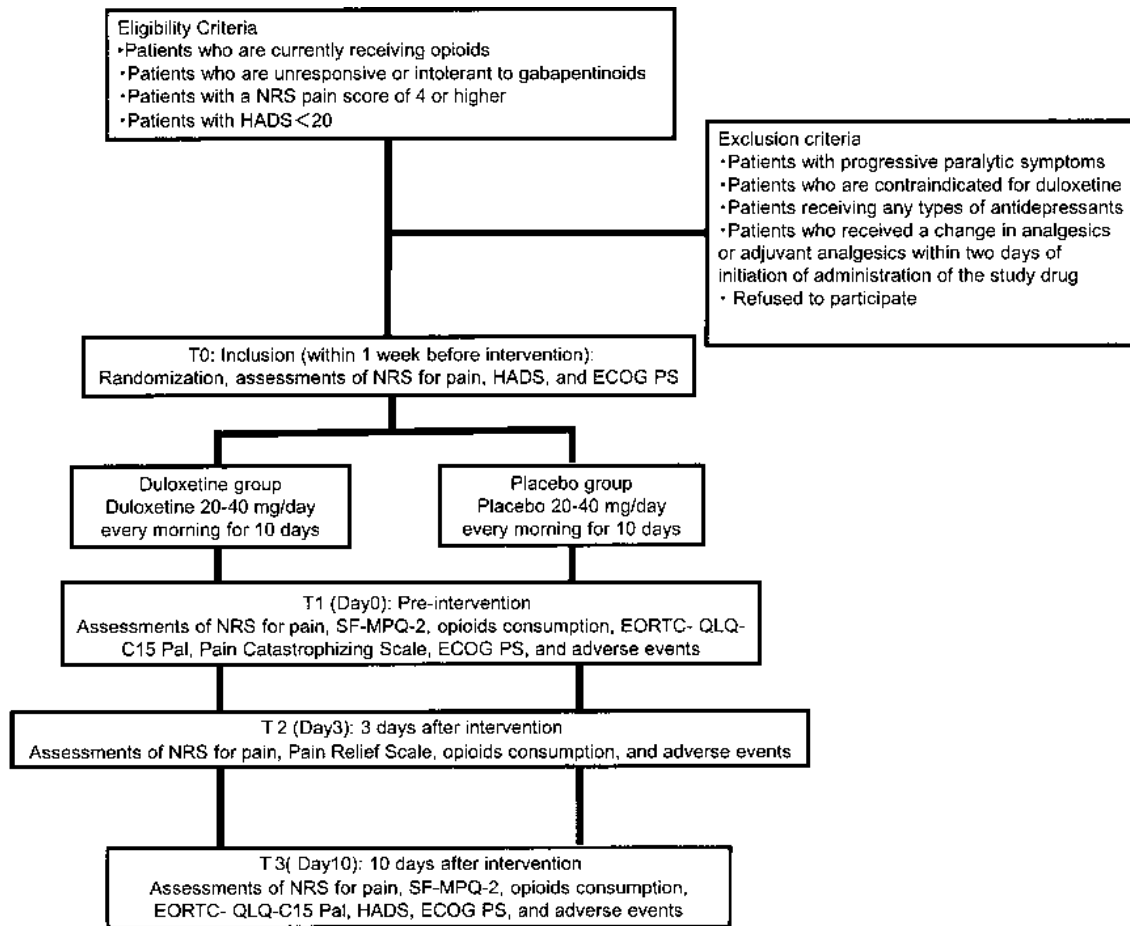 Eligibility Criteria
・Patients who are currently receiving opioids
・Patients who are unresponsive or intolerant to gabapentinoids
・Patients with a NRS pain score of 4 or higher
・Patients with HADS＜20
Exclusion criteria
・Patients with progressive paralytic symptoms
・Patients who are contraindicated for duloxetine
・Patients receiving any types of antidepressants
・Patients who received a change in analgesics
or adjuvant analgesics within two days of
initiation of administration of the study drug
・ Refused to participate
T0: Inclusion (within 1 week before intervention):
Randomization, assessments of NRS for pain, HADS, and ECOG PS
Duloxetine group
Duloxetine 20-40 mg/day
every morning for 10 days
Placebo group
Placebo 20-40 mg/day
every morning for 10 days
T1 (Day0): Pre-intervention
Assessments of NRS for pain, SF-MPQ-2, opioids consumption, EORTC- QLQ-
C15 Pal, Pain Catastrophizing Scale, ECOG PS, and adverse events
T 2 (Day3): 3 days after intervention
Assessments of NRS for pain, Pain Relief Scale, opioids consumption, and adverse events
T 3( Day10): 10 days after intervention
Assessments of NRS for pain, SF-MPQ-2, opioids consumption,
EORTC- QLQ-C15 Pal, HADS, ECOG PS, and adverse events